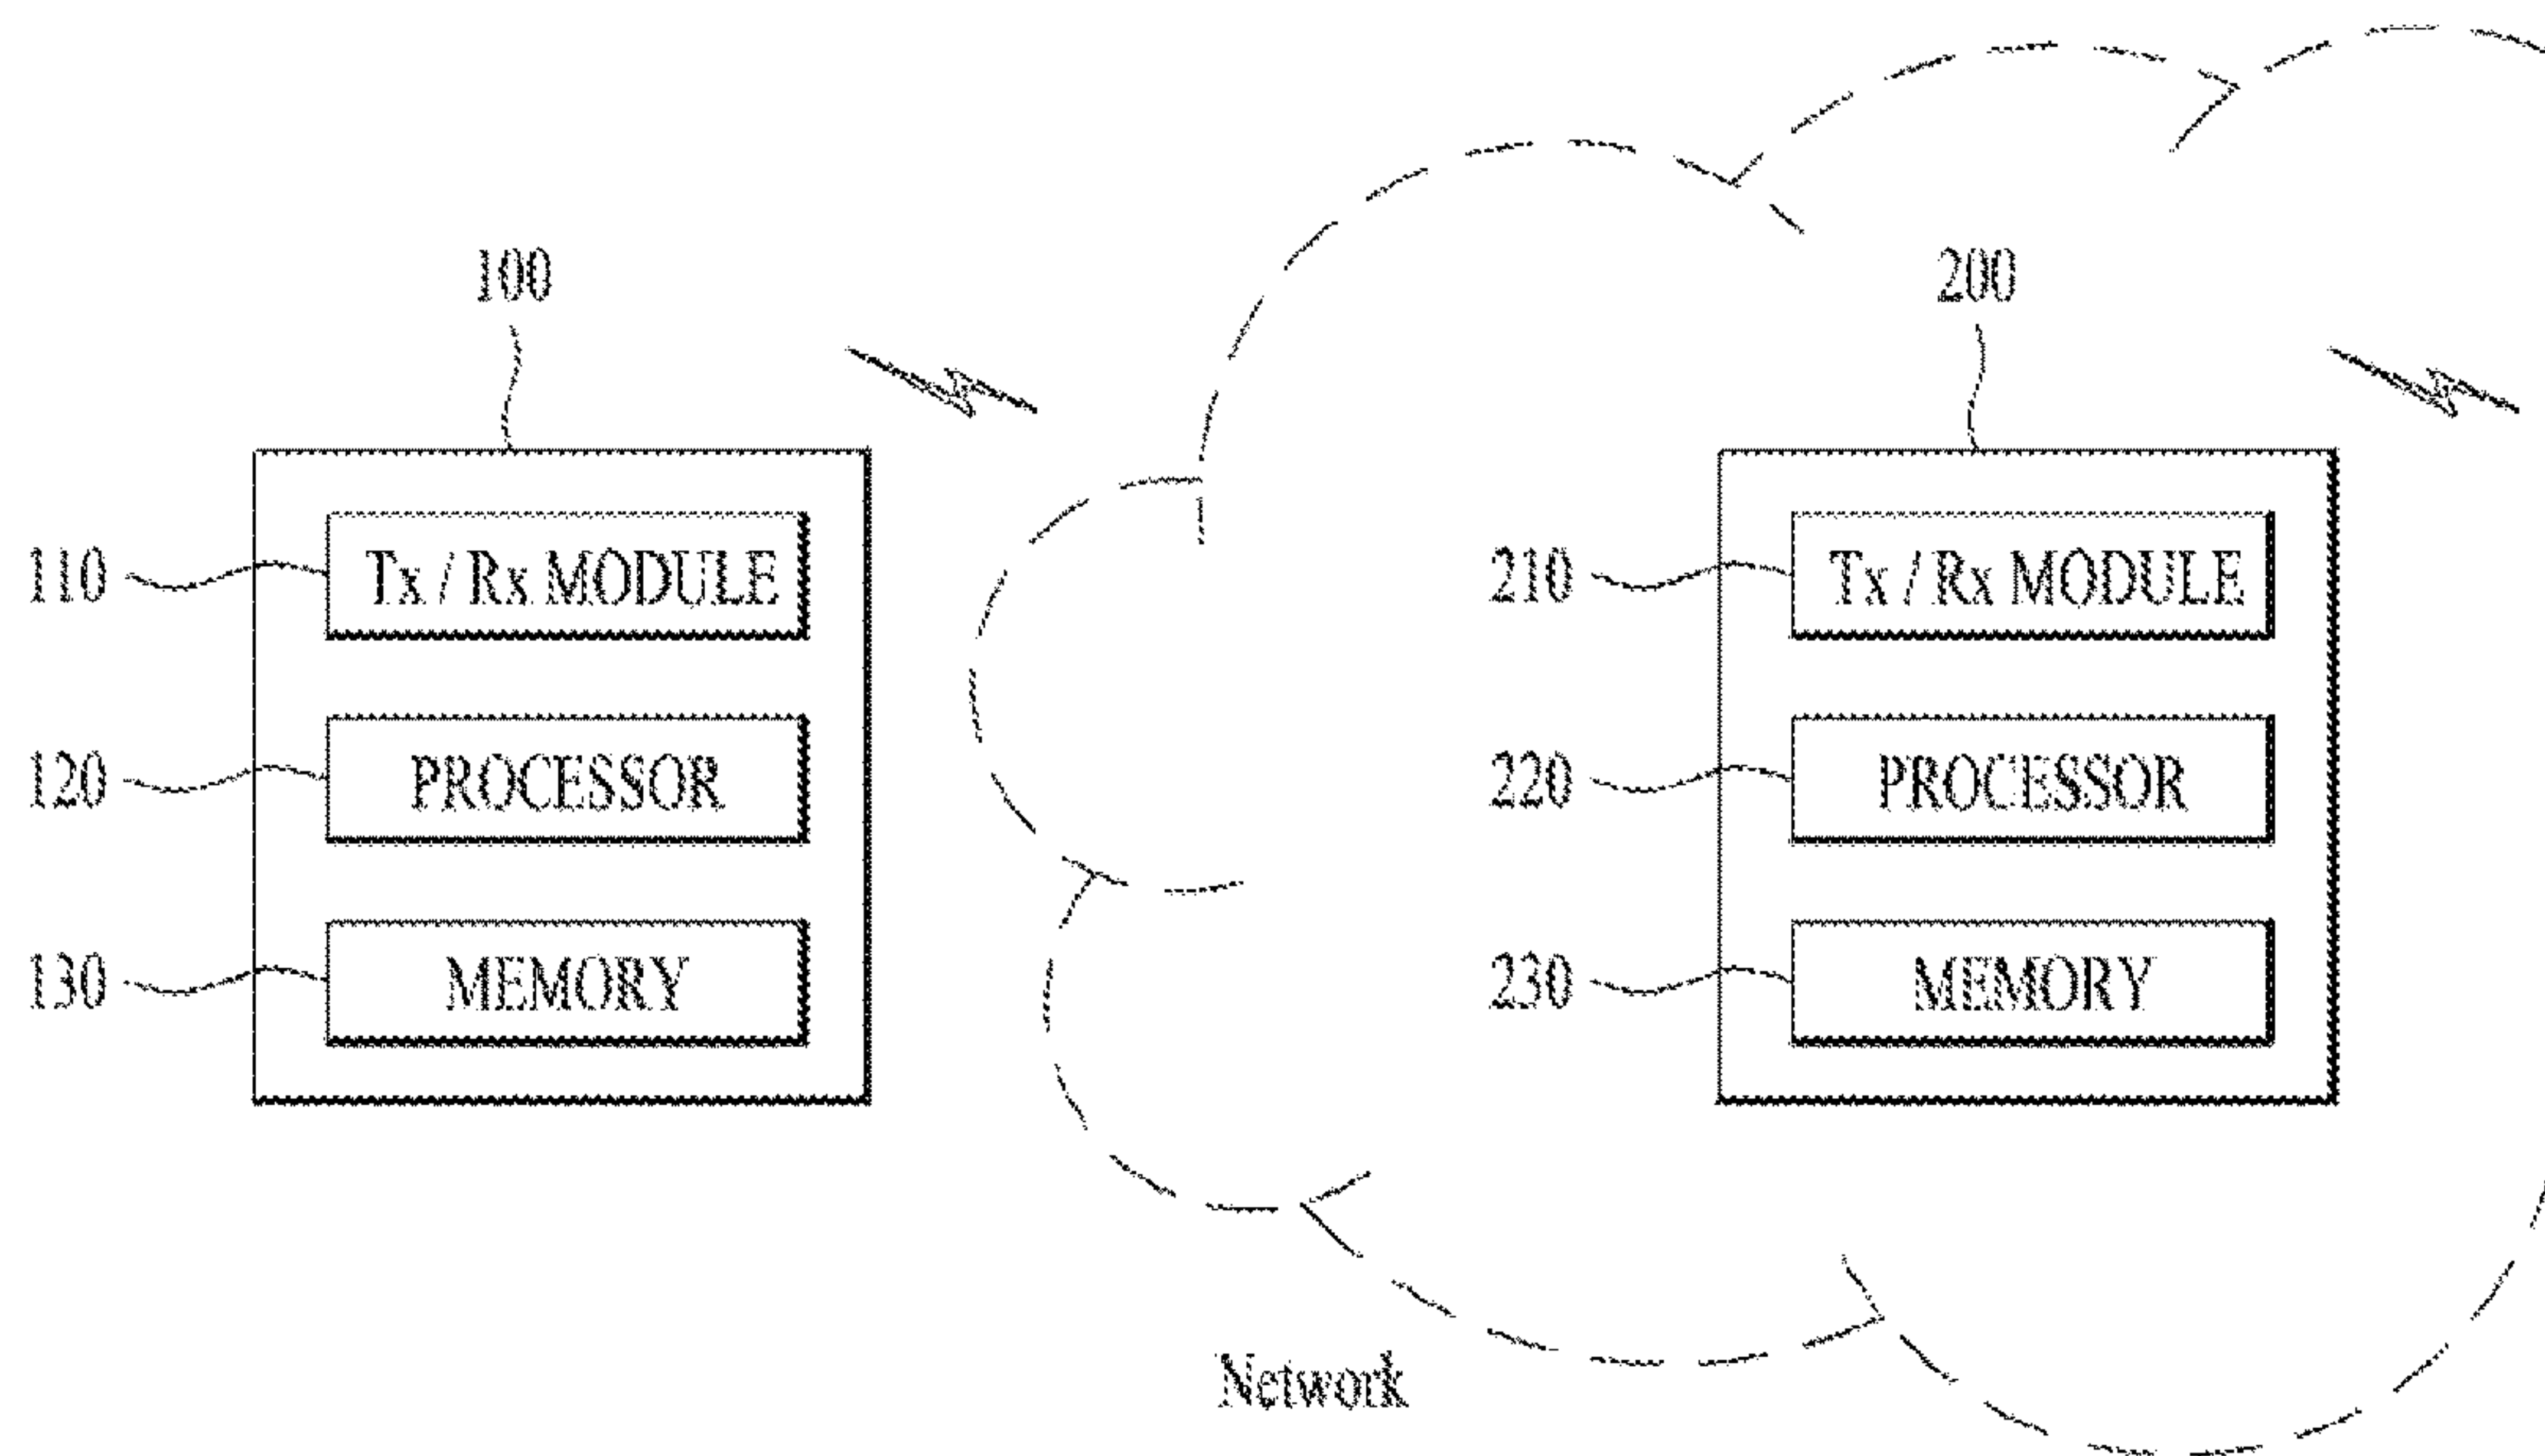 100
200
110
Tx / Rx MODULE
210
Tx / Rx MODULE
120
PROCESSOR
220
PROCESSOR
130
MEMORY
230
MEMORY
Network